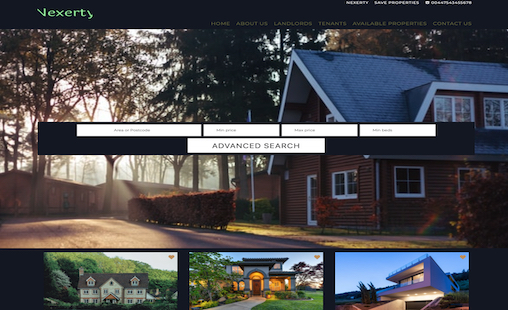 Nexerty
NEXERTY SAVE PROPERTIES ☎ 00447543455678
HOME ABOUT US LANDLORDS TENANTS AVAILABLE PROPERTIES CONTACT US
Area or Postcode Min price Max price Min beds
ADVANCED SEARCH